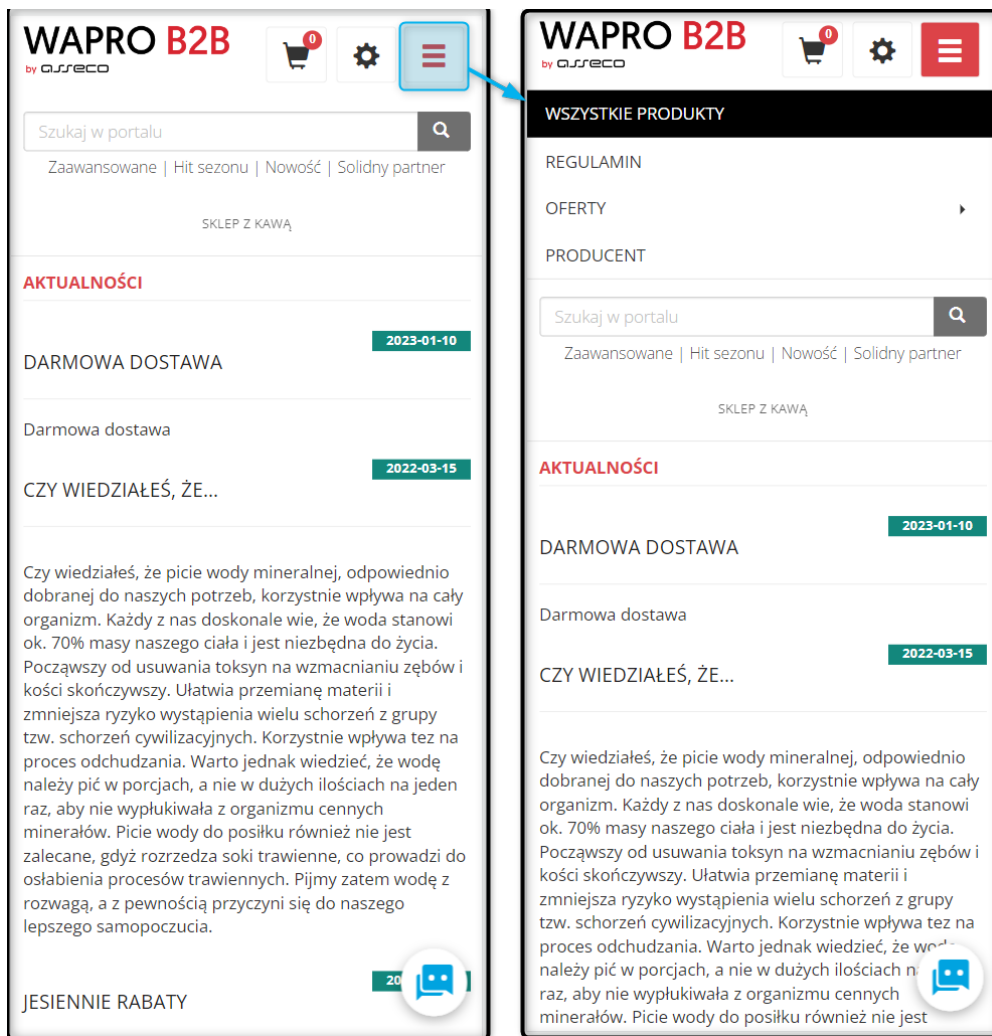 WAPRO B2B
by asseco
0
Szukaj w portalu
Zaawansowane | Hit sezonu | Nowość | Solidny partner
SKLEP Z KAWĄ
AKTUALNOŚCI
2023-01-10
DARMOWA DOSTAWA
Darmowa dostawa
2022-03-15
CZY WIEDZIAŁEŚ, ŻE...
Czy wiedziałeś, że picie wody mineralnej, odpowiednio
dobranej do naszych potrzeb, korzystnie wpływa na cały
organizm. Każdy z nas doskonale wie, że woda stanowi
ok. 70% masy naszego ciała i jest niezbędna do życia.
Począwszy od usuwania toksyn na wzmacnianiu zębów i
kości skończywszy. Ułatwia przemianę materii i
zmniejsza ryzyko wystąpienia wielu schorzeń z grupy
tzw. schorzeń cywilizacyjnych. Korzystnie wpływa tez na
proces odchudzania. Warto jednak wiedzieć, że wodę
należy pić w porcjach, a nie w dużych ilościach na jeden
raz, aby nie wypłukiwała z organizmu cennych
minerałów. Picie wody do posiłku również nie jest
zalecane, gdyż rozrzedza soki trawienne, co prowadzi do
osłabienia procesów trawiennych. Pijmy zatem wodę z
rozwagą, a z pewnością przyczyni się do naszego
lepszego samopoczucia.
20
JESIENNIE RABATY
WAPRO B2B
by asseco
0
WSZYSTKIE PRODUKTY
REGULAMIN
OFERTY
PRODUCENT
Szukaj w portalu
Zaawansowane | Hit sezonu | Nowość | Solidny partner
SKLEP Z KAWĄ
AKTUALNOŚCI
2023-01-10
DARMOWA DOSTAWA
Darmowa dostawa
2022-03-15
CZY WIEDZIAŁEŚ, ŻE...
Czy wiedziałeś, że picie wody mineralnej, odpowiednio
dobranej do naszych potrzeb, korzystnie wpływa na cały
organizm. Każdy z nas doskonale wie, że woda stanowi
ok. 70% masy naszego ciała i jest niezbędna do życia.
Począwszy od usuwania toksyn na wzmacnianiu zębów i
kości skończywszy. Ułatwia przemianę materii i
zmniejsza ryzyko wystąpienia wielu schorzeń z grupy
tzw. schorzeń cywilizacyjnych. Korzystnie wpływa tez na
proces odchudzania. Warto jednak wiedzieć, że
należy pić w porcjach, a nie w dużych ilościach
raz, aby nie wypłukiwała z organizmu cennych
minerałów. Picie wody do posiłku również nie jest